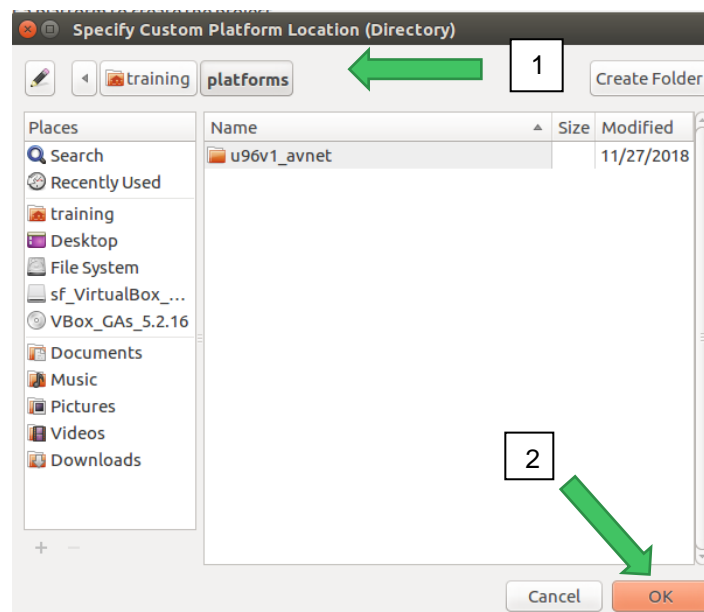 Specify Custom Platform Location (Directory)
1
training platforms Create Folder
Places Name Size Modified
Search u96v1_avnet 11/27/2018
Recently Used
training
Desktop
File System
sf_VirtualBox_...
VBox_GAs_5.2.16
Documents
Music
Pictures
Videos
Downloads
2
Cancel OK